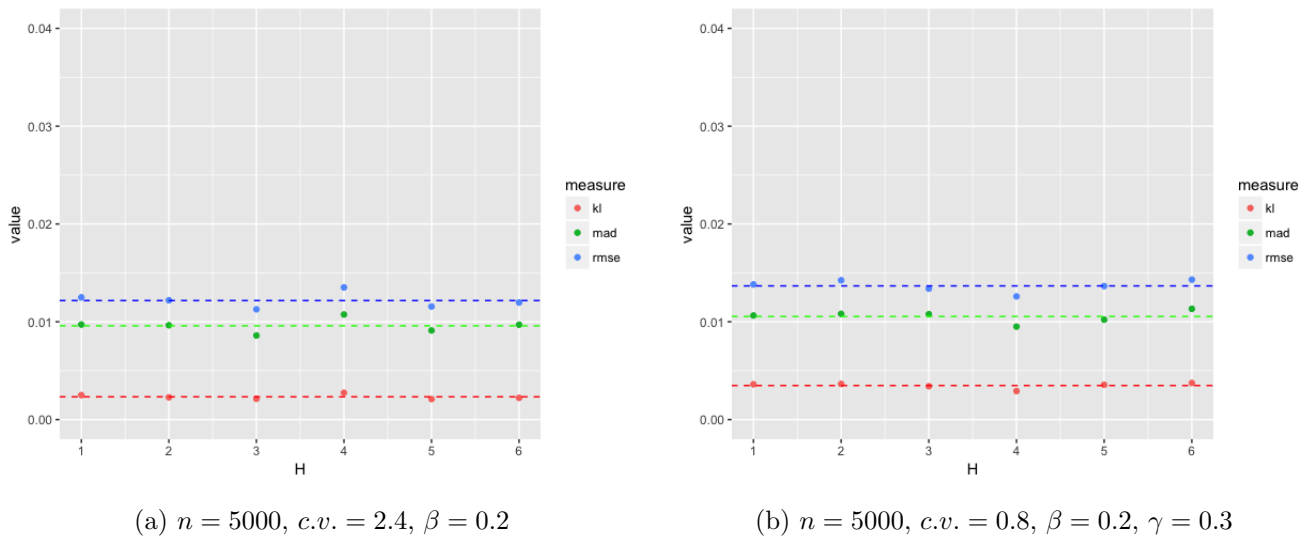 0.04
0.03
0.02
0.01
0.00
value
1 2 3 4 5 6
H
measure
kl
mad
rmse
(a) n = 5000, c.v. = 2.4, β = 0.2
0.04
0.03
0.02
0.01
0.00
value
1 2 3 4 5 6
H
measure
kl
mad
rmse
(b) n = 5000, c.v. = 0.8, β = 0.2, γ = 0.3